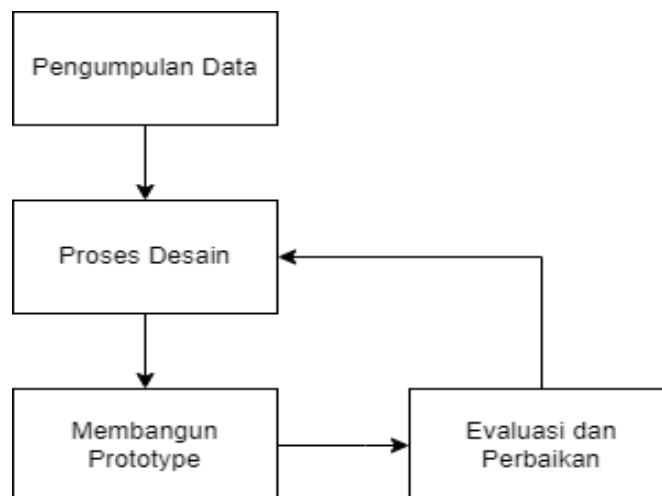 Pengumpulan Data
Proses Desain
Membangun
Prototype
Evaluasi dan
Perbaikan